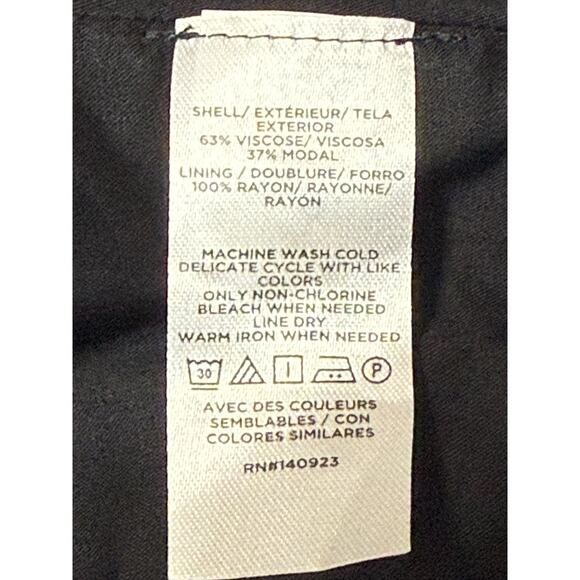 SHELL/ EXTÉRIEUR/ TELA
EXTERIOR
63% VISCOSE/ VISCOSA
37% MODAL
LINING / DOUBLURE/ FORRO
100% RAYON/ RAYONNE/
RAYÓN
MACHINE WASH COLD
DELICATE CYCLE WITH LIKE
COLORS
ONLY NON-CHLORINE
BLEACH WHEN NEEDED
LINE DRY
WARM IRON WHEN NEEDED
30 P
AVEC DES COULEURS
SEMBLABLES / CON
COLORES SIMILARES
RN#140923